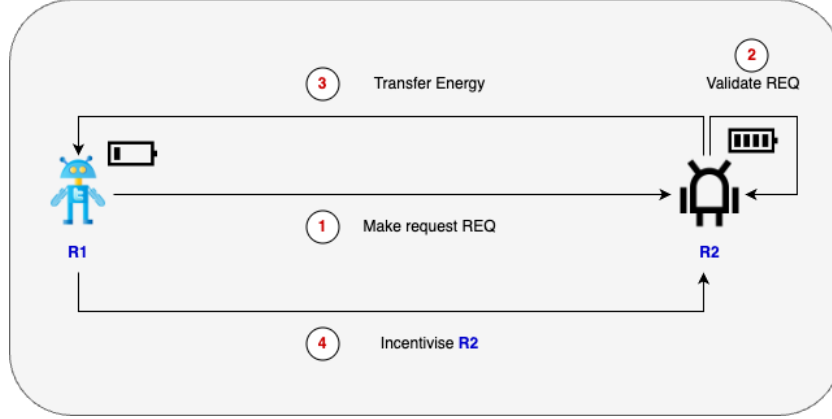 2
3 Transfer Energy Validate REQ
1 Make request REQ
R1 R2
4 Incentivise R2